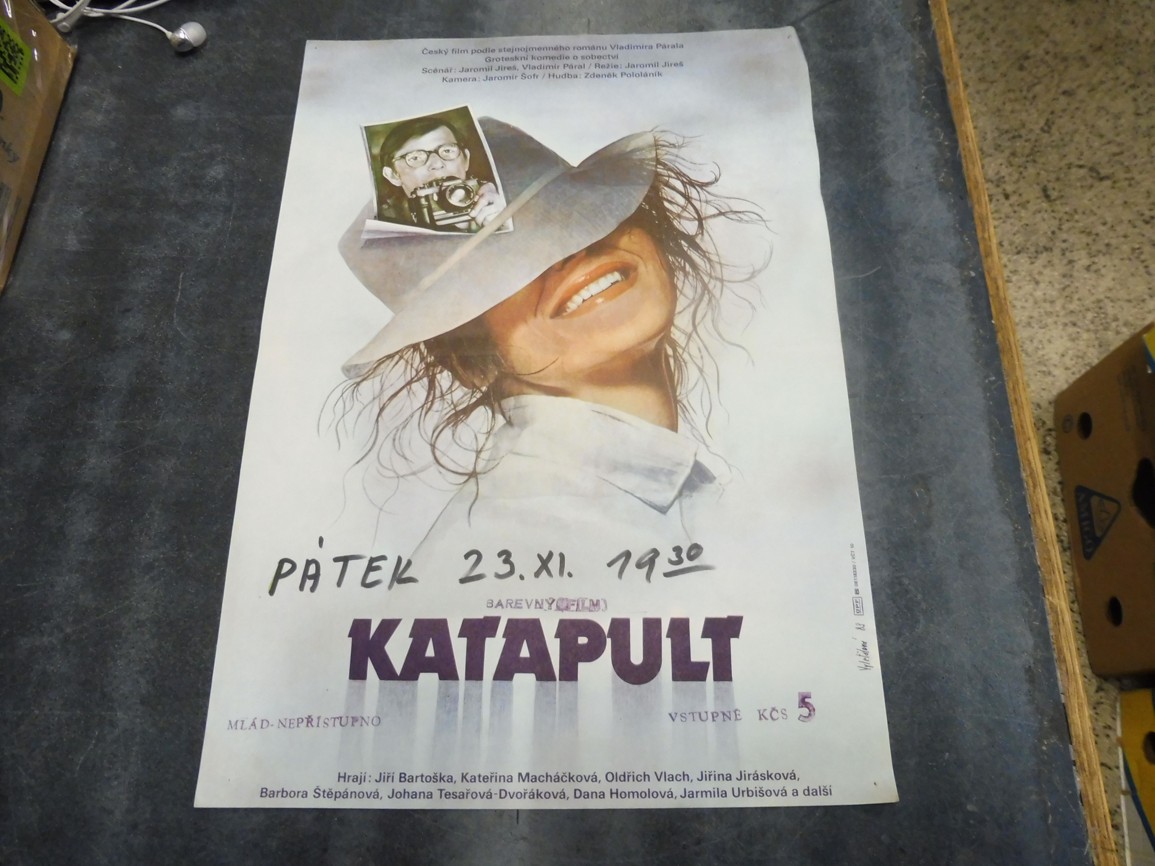 Český film podle stejnojmenného románu Vladimíra Párala
Groteskní komedie o sobectví
Scénář: Jaromil Jireš, Vladimír Páral / Režie: Jaromil Jireš
Kamera: Jaromír Šofr / Hudba: Zdeněk Pololáník
PÁTEK 23. XI. 19 30
BAREVNÝ (FILM)
KATAPULT
MLÁD-NEPŘÍSTUPNO
VSTUPNÉ KČS 5
Hrají: Jiří Bartoška, Kateřina Macháčková, Oldřich Vlach, Jiřina Jirásková,
Barbora Štěpánová, Johana Tesařová-Dvořáková, Dana Homolová, Jarmila Urbišová a další